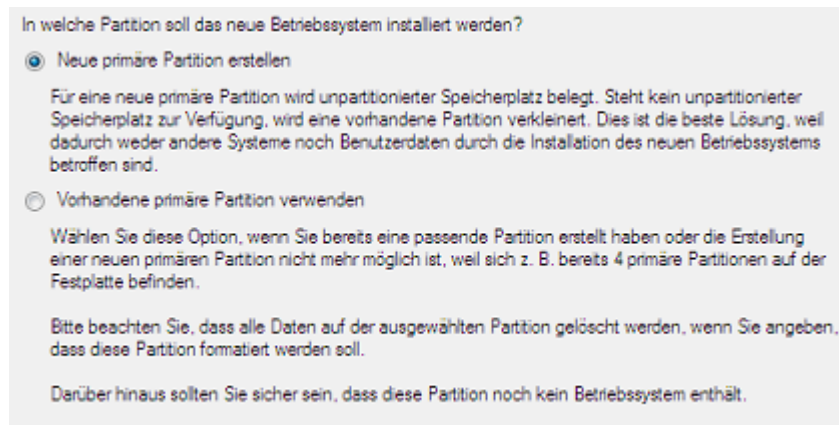 In welche Partition soll das neue Betriebssystem installiert werden?
Neue primäre Partition erstellen
Für eine neue primäre Partition wird unpartitionierter Speicherplatz belegt. Steht kein unpartitionierter
Speicherplatz zur Verfügung, wird eine vorhandene Partition verkleinert. Dies ist die beste Lösung, weil
dadurch weder andere Systeme noch Benutzerdaten durch die Installation des neuen Betriebssystems
betroffen sind.
Vorhandene primäre Partition verwenden
Wählen Sie diese Option, wenn Sie bereits eine passende Partition erstellt haben oder die Erstellung
einer neuen primären Partition nicht mehr möglich ist, weil sich z. B. bereits 4 primäre Partitionen auf der
Festplatte befinden.
Bitte beachten Sie, dass alle Daten auf der ausgewählten Partition gelöscht werden, wenn Sie angeben,
dass diese Partition formatiert werden soll.
Darüber hinaus sollten Sie sicher sein, dass diese Partition noch kein Betriebssystem enthält.